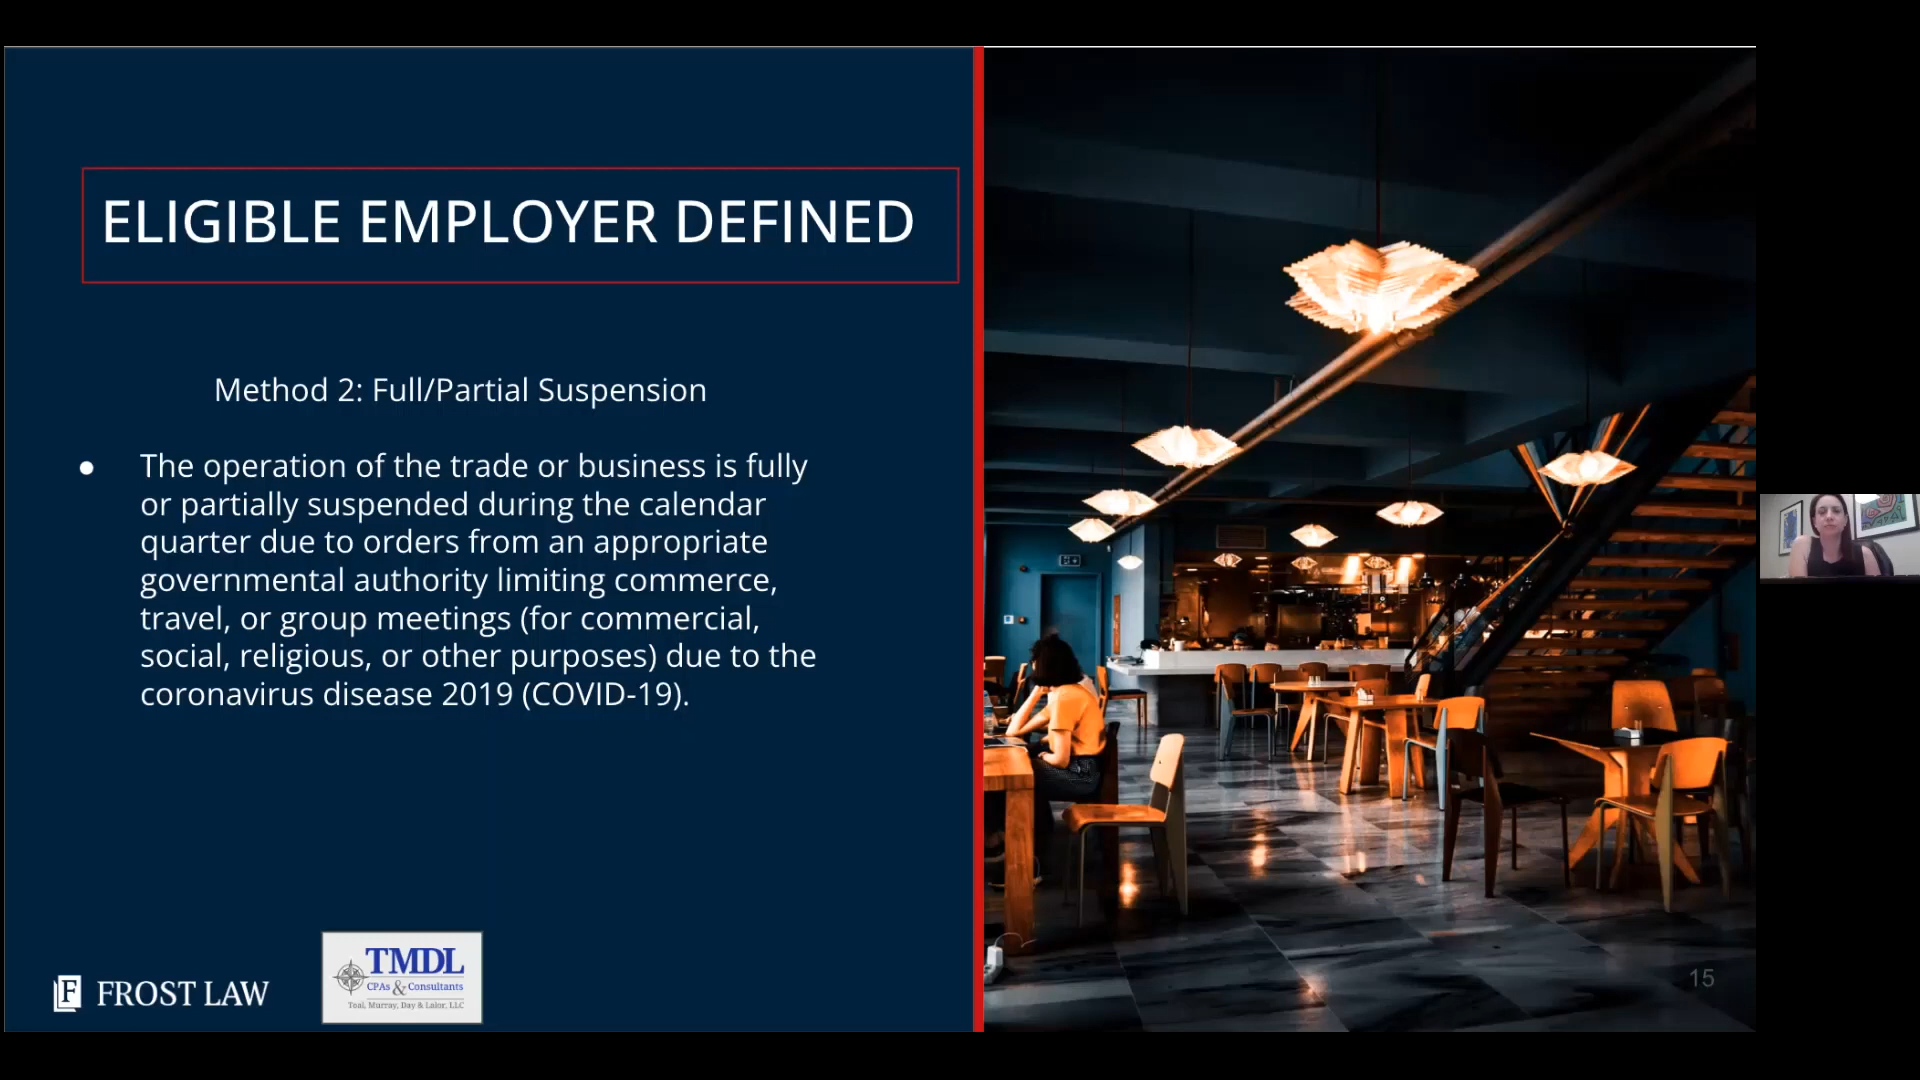 ELIGIBLE EMPLOYER DEFINED
Method 2: Full/Partial Suspension
● The operation of the trade or business is fully
or partially suspended during the calendar
quarter due to orders from an appropriate
governmental authority limiting commerce,
travel, or group meetings (for commercial,
social, religious, or other purposes) due to the
coronavirus disease 2019 (COVID-19).
F FROST LAW
TMDL
CPAs & Consultants
Toal, Murray, Day & Lalor, LLC
15